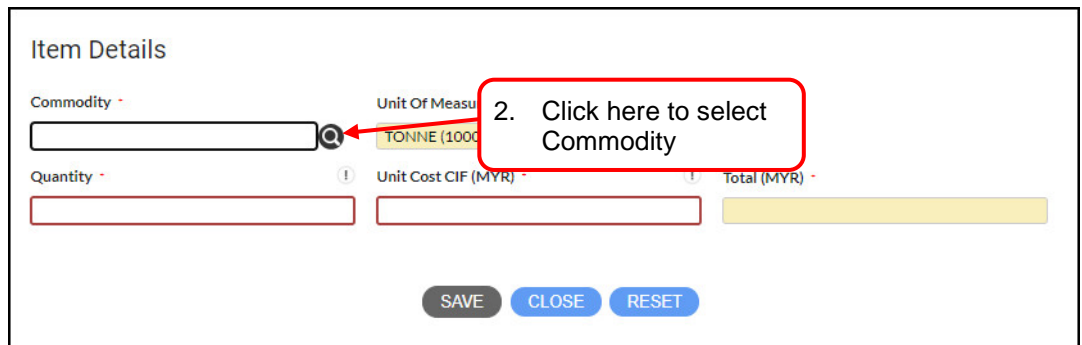 Item Details
Commodity -
Unit Of Measu
2. Click here to select
Commodity
TONNE (1000
Quantity - !
Unit Cost CIF (MYR) - !
Total (MYR) -
SAVE CLOSE RESET